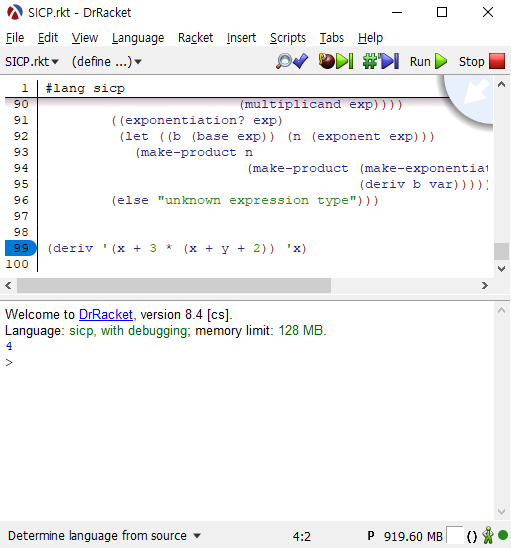 SICP.rkt - DrRacket
File Edit View Language Racket Insert Scripts Tabs Help
SICP.rkt▾ (define ...)▾ Run Stop
1 #lang sicp
90 (multiplicand exp))))
91 ((exponentiation? exp)
92 (let ((b (base exp)) (n (exponent exp)))
93 (make-product n
94 (make-product (make-exponentiat
95 (deriv b var)))))
96 (else "unknown expression type")))
97
98
99 (deriv '(x + 3 * (x + y + 2)) 'x)
100
Welcome to DrRacket, version 8.4 [cs].
Language: sicp, with debugging; memory limit: 128 MB.
4
>
Determine language from source ▾ 4:2 P 919.60 MB ()